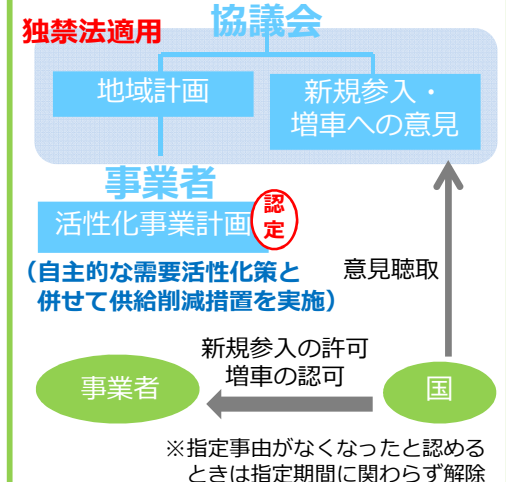 協議会
独禁法適用
地域計画
新規参入・
増車への意見
事業者
活性化事業計画
認
定
（自主的な需要活性化策と
併せて供給削減措置を実施）
意見聴取
新規参入の許可
増車の認可
事業者
国
※指定事由がなくなったと認める
ときは指定期間に関わらず解除